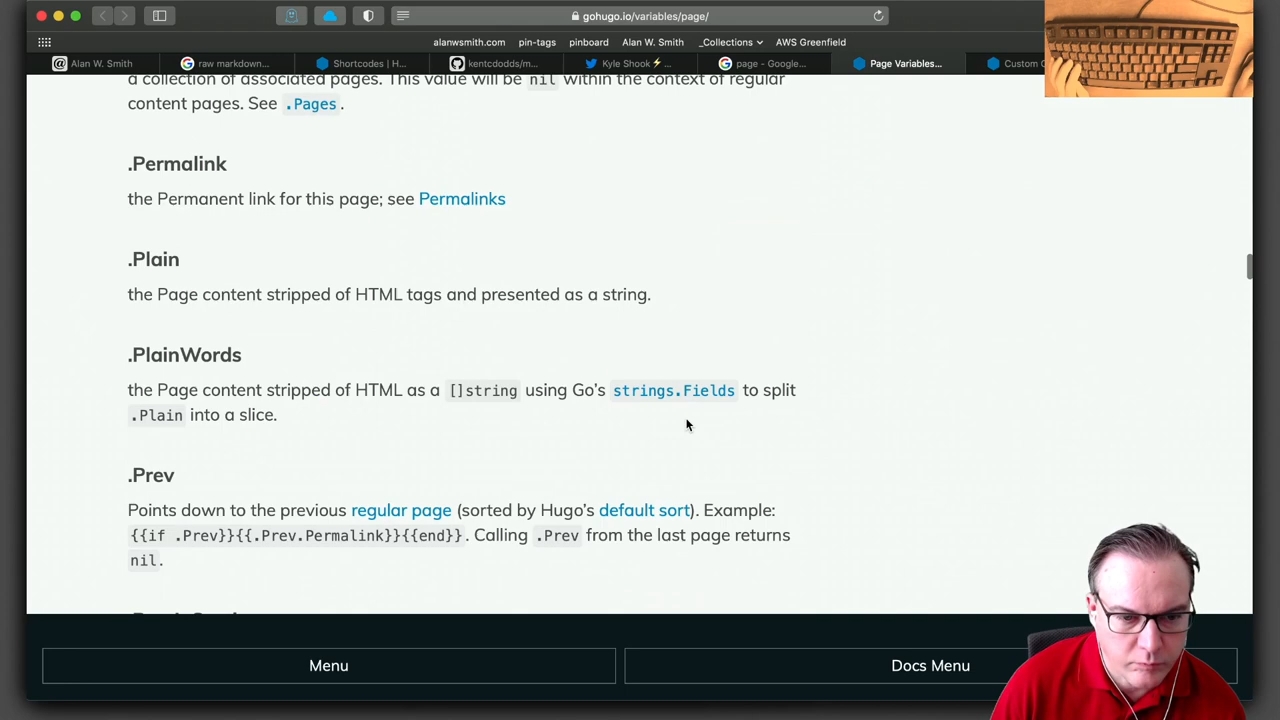 gohugo.io/variables/page/
alanwsmith.com pin-tags pinboard Alan W. Smith _Collections AWS Greenfield
Alan W. Smith raw markdown... Shortcodes | H... kentcdodds/m... Kyle Shook⚡... page - Google... Page Variables... Custom
a collection of associated pages. This value will be nil within the context of regular
content pages. See .Pages.
.Permalink
the Permanent link for this page; see Permalinks
.Plain
the Page content stripped of HTML tags and presented as a string.
.PlainWords
the Page content stripped of HTML as a []string using Go's strings.Fields to split
.Plain into a slice.
.Prev
Points down to the previous regular page (sorted by Hugo's default sort). Example:
{{if .Prev}}{{.Prev.Permalink}}{{end}}. Calling .Prev from the last page returns
nil.
Menu Docs Menu